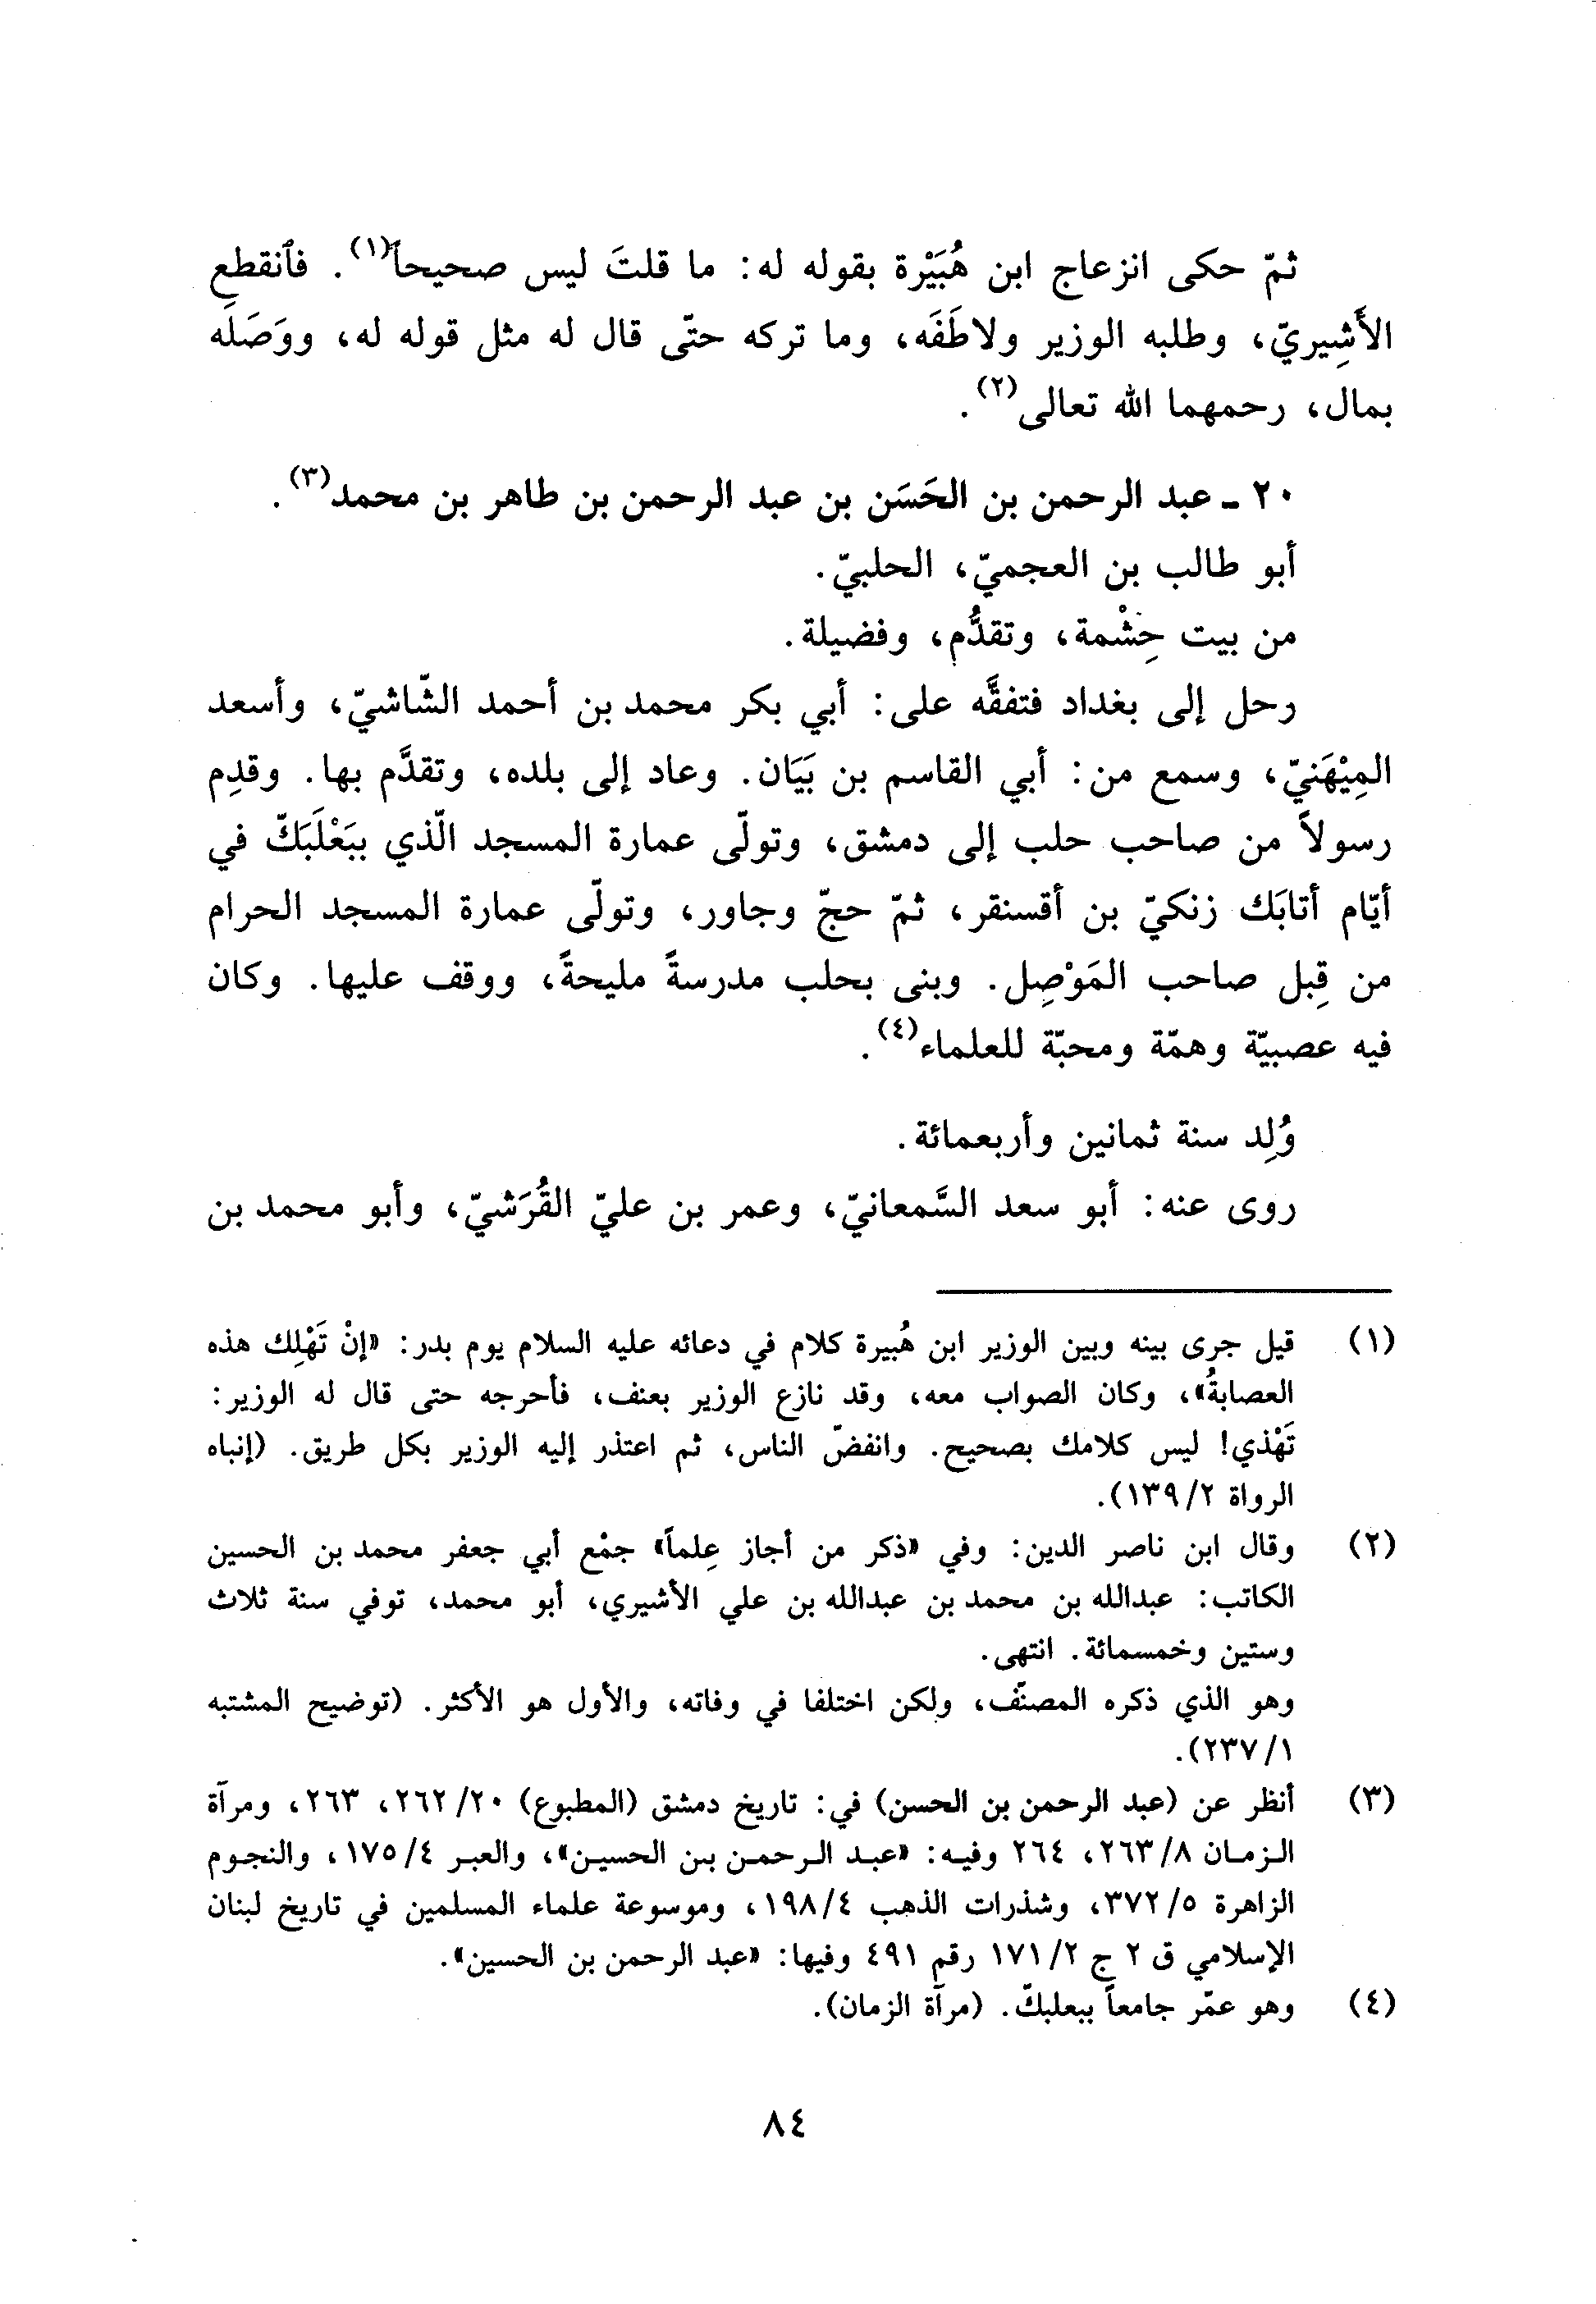 ثمّ حكى انزعاج ابن هُبَيْرة بقوله له: ما قلتَ ليس صحيحاً(١). فٱنقطع
الأَشِيريّ، وطلبه الوزير ولاطَفَه، وما تركه حتّى قال له مثل قوله له، ووَصَلَه
بمال، رحمهما الله تعالى(٢).
٢٠ ـ عبد الرحمن بن الحَسَن بن عبد الرحمن بن طاهر بن محمد(٣).
أبو طالب بن العجميّ، الحلبيّ.
من بيت حِشْمة، وتقدُّم، وفضيلة.
رحل إلى بغداد فتفقَّه على: أبي بكر محمد بن أحمد الشّاشيّ، وأسعد
المِيْهَنيّ، وسمع من: أبي القاسم بن بَيَان. وعاد إلى بلده، وتقدَّم بها. وقدِم
رسولاً من صاحب حلب إلى دمشق، وتولّى عمارة المسجد الّذي ببَعْلَبَكّ في
أيّام أتابَك زنكيّ بن أقسنقر، ثمّ حجّ وجاور، وتولّى عمارة المسجد الحرام
من قِبل صاحب المَوْصِل. وبنى بحلب مدرسةً مليحةً، ووقف عليها. وكان
فيه عصبيّة وهمّة ومحبّة للعلماء(٤).
وُلِد سنة ثمانين وأربعمائة.
روى عنه: أبو سعد السَّمعانيّ، وعمر بن عليّ القُرَشيّ، وأبو محمد بن
(١) قيل جرى بينه وبين الوزير ابن هُبيرة كلام في دعائه عليه السلام يوم بدر: «إنْ تَهْلِك هذه
العصابةُ»، وكان الصواب معه، وقد نازع الوزير بعنف، فأحرجه حتى قال له الوزير:
تَهْذي! ليس كلامك بصحيح. وانفضّ الناس، ثم اعتذر إليه الوزير بكل طريق. (إنباه
الرواة ٢/ ١٣٩).
(٢) وقال ابن ناصر الدين: وفي «ذكر من أجاز عِلماً» جمْع أبي جعفر محمد بن الحسين
الكاتب: عبدالله بن محمد بن عبدالله بن علي الأشيري، أبو محمد، توفي سنة ثلاث
وستين وخمسمائة. انتهى.
وهو الذي ذكره المصنّف، ولكن اختلفا في وفاته، والأول هو الأكثر. (توضيح المشتبه
١/ ٢٣٧).
(٣) أنظر عن (عبد الرحمن بن الحسن) في: تاريخ دمشق (المطبوع) ٢٠/ ٢٦٢، ٢٦٣، ومرآة
الزمان ٨/ ٢٦٣، ٢٦٤ وفيه: «عبد الرحمن بن الحسين»، والعبر ٤/ ١٧٥، والنجوم
الزاهرة ٥/ ٣٧٢، وشذرات الذهب ٤/ ١٩٨، وموسوعة علماء المسلمين في تاريخ لبنان
الإسلامي ق ٢ ج ٢/ ١٧١ رقم ٤٩١ وفيها: «عبد الرحمن بن الحسين».
(٤) وهو عمّر جامعاً ببعلبكّ. (مرآة الزمان).
٨٤